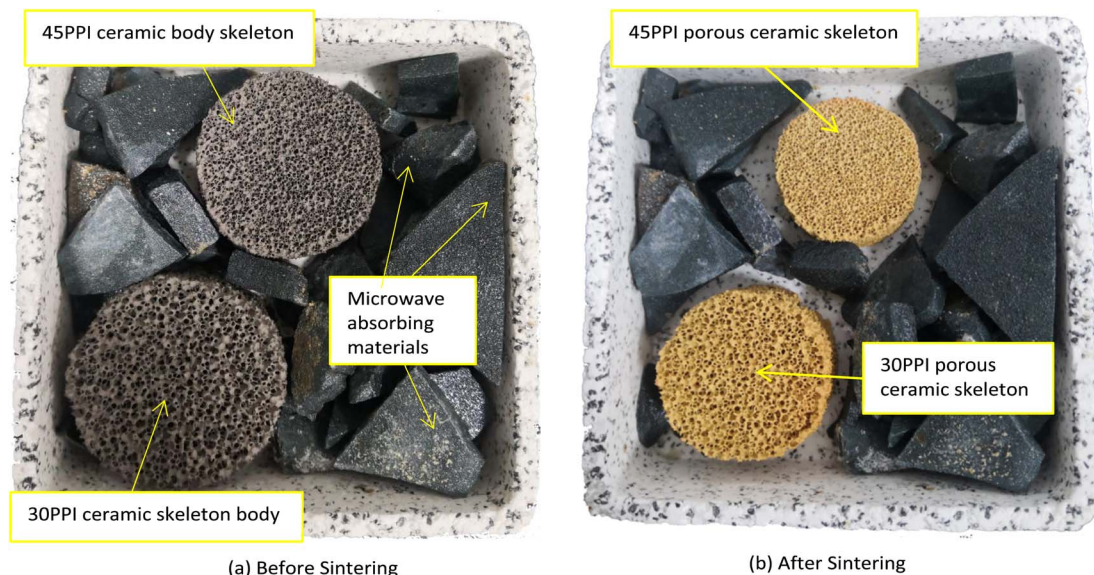 45PPI ceramic body skeleton
45PPI porous ceramic skeleton
Microwave
absorbing
materials
30PPI porous
ceramic skeleton
30PPI ceramic skeleton body
(a) Before Sintering
(b) After Sintering